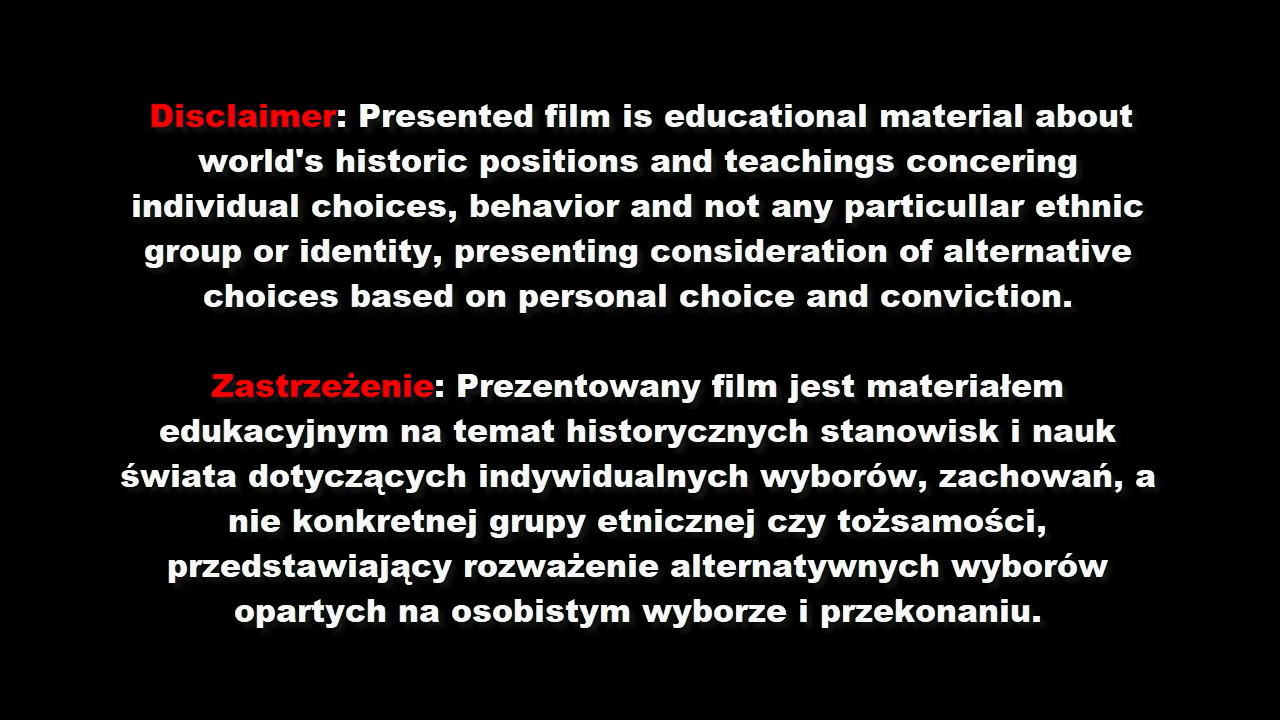 Disclaimer: Presented film is educational material about
world's historic positions and teachings concering
individual choices, behavior and not any particullar ethnic
group or identity, presenting consideration of alternative
choices based on personal choice and conviction.
Zastrzeżenie: Prezentowany film jest materiałem
edukacyjnym na temat historycznych stanowisk i nauk
świata dotyczących indywidualnych wyborów, zachowań, a
nie konkretnej grupy etnicznej czy tożsamości,
przedstawiający rozważenie alternatywnych wyborów
opartych na osobistym wyborze i przekonaniu.